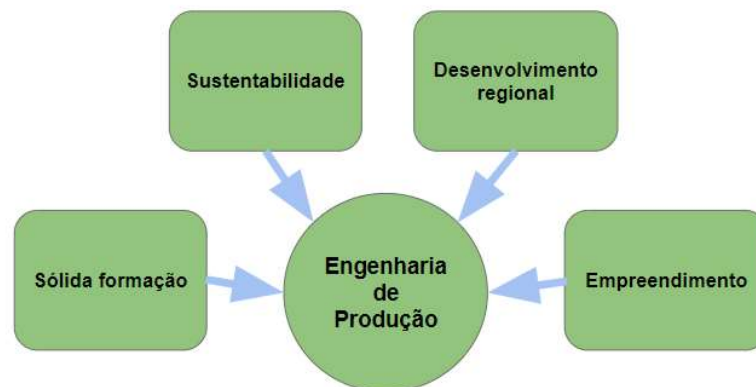 Sustentabilidade
Desenvolvimento
regional
Sólida formação
Engenharia
de
Produção
Empreendimento